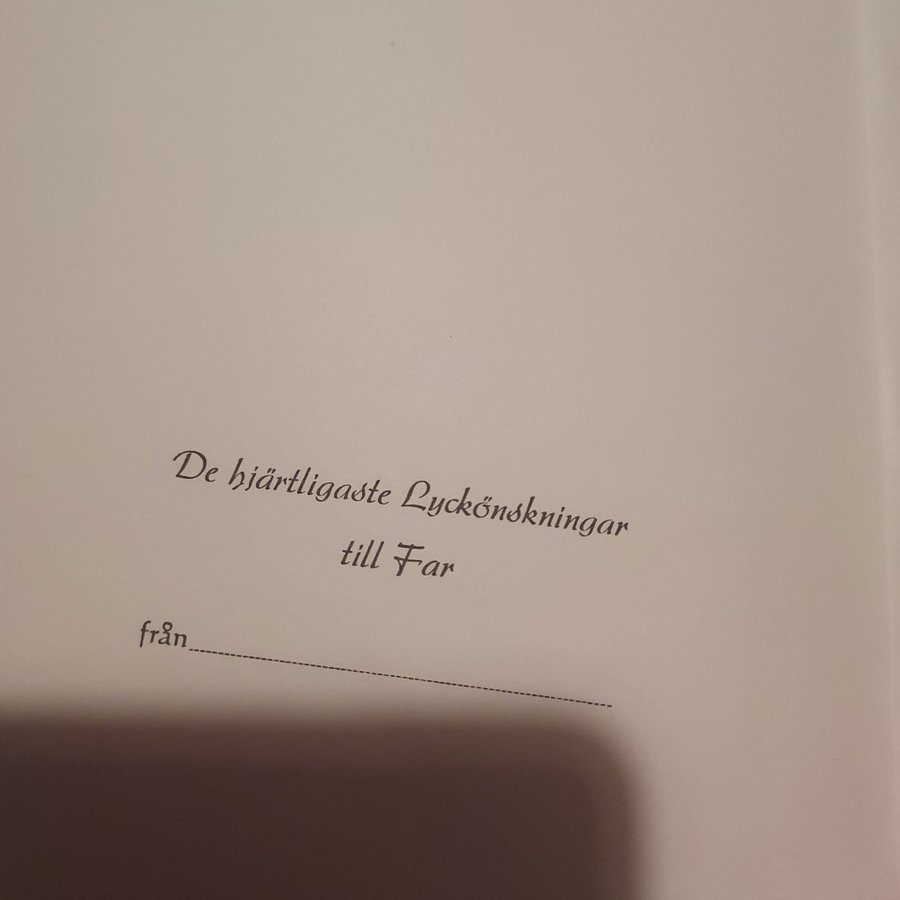 De hjärtligaste Lyckönskningar
till Far
från